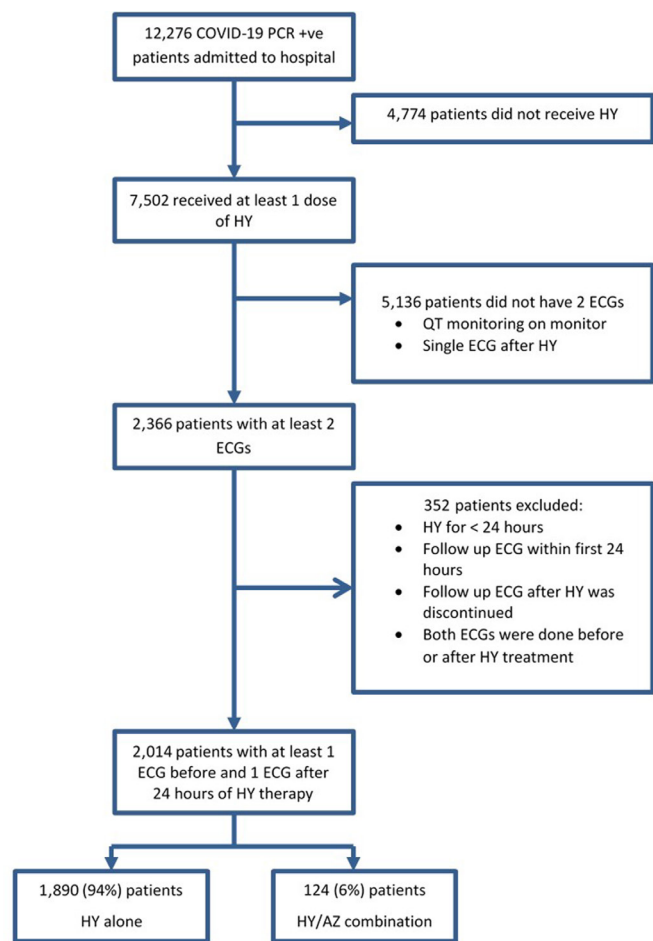 12,276 COVID-19 PCR +ve
patients admitted to hospital
4,774 patients did not receive HY
7,502 received at least 1 dose
of HY
5,136 patients did not have 2 ECGs
• QT monitoring on monitor
• Single ECG after HY
2,366 patients with at least 2
ECGs
352 patients excluded:
• HY for < 24 hours
• Follow up ECG within first 24
hours
• Follow up ECG after HY was
discontinued
• Both ECGs were done before
or after HY treatment
2,014 patients with at least 1
ECG before and 1 ECG after
24 hours of HY therapy
1,890 (94%) patients
HY alone
124 (6%) patients
HY/AZ combination